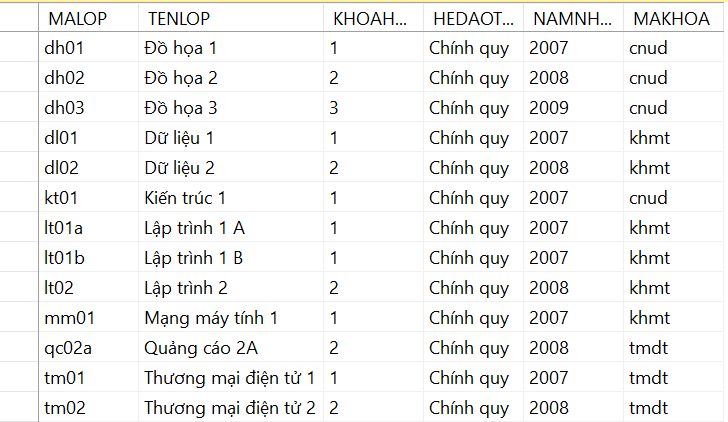 MALOP TENLOP KHOAH... HEDAOT... NAMNH... MAKHOA
dh01 Đồ họa 1 1 Chính quy 2007 cnud
dh02 Đồ họa 2 2 Chính quy 2008 cnud
dh03 Đồ họa 3 3 Chính quy 2009 cnud
dl01 Dữ liệu 1 1 Chính quy 2007 khmt
dl02 Dữ liệu 2 2 Chính quy 2008 khmt
kt01 Kiến trúc 1 1 Chính quy 2007 cnud
lt01a Lập trình 1 A 1 Chính quy 2007 khmt
lt01b Lập trình 1 B 1 Chính quy 2007 khmt
lt02 Lập trình 2 2 Chính quy 2008 khmt
mm01 Mạng máy tính 1 1 Chính quy 2007 khmt
qc02a Quảng cáo 2A 2 Chính quy 2008 tmdt
tm01 Thương mại điện tử 1 1 Chính quy 2007 tmdt
tm02 Thương mại điện tử 2 2 Chính quy 2008 tmdt